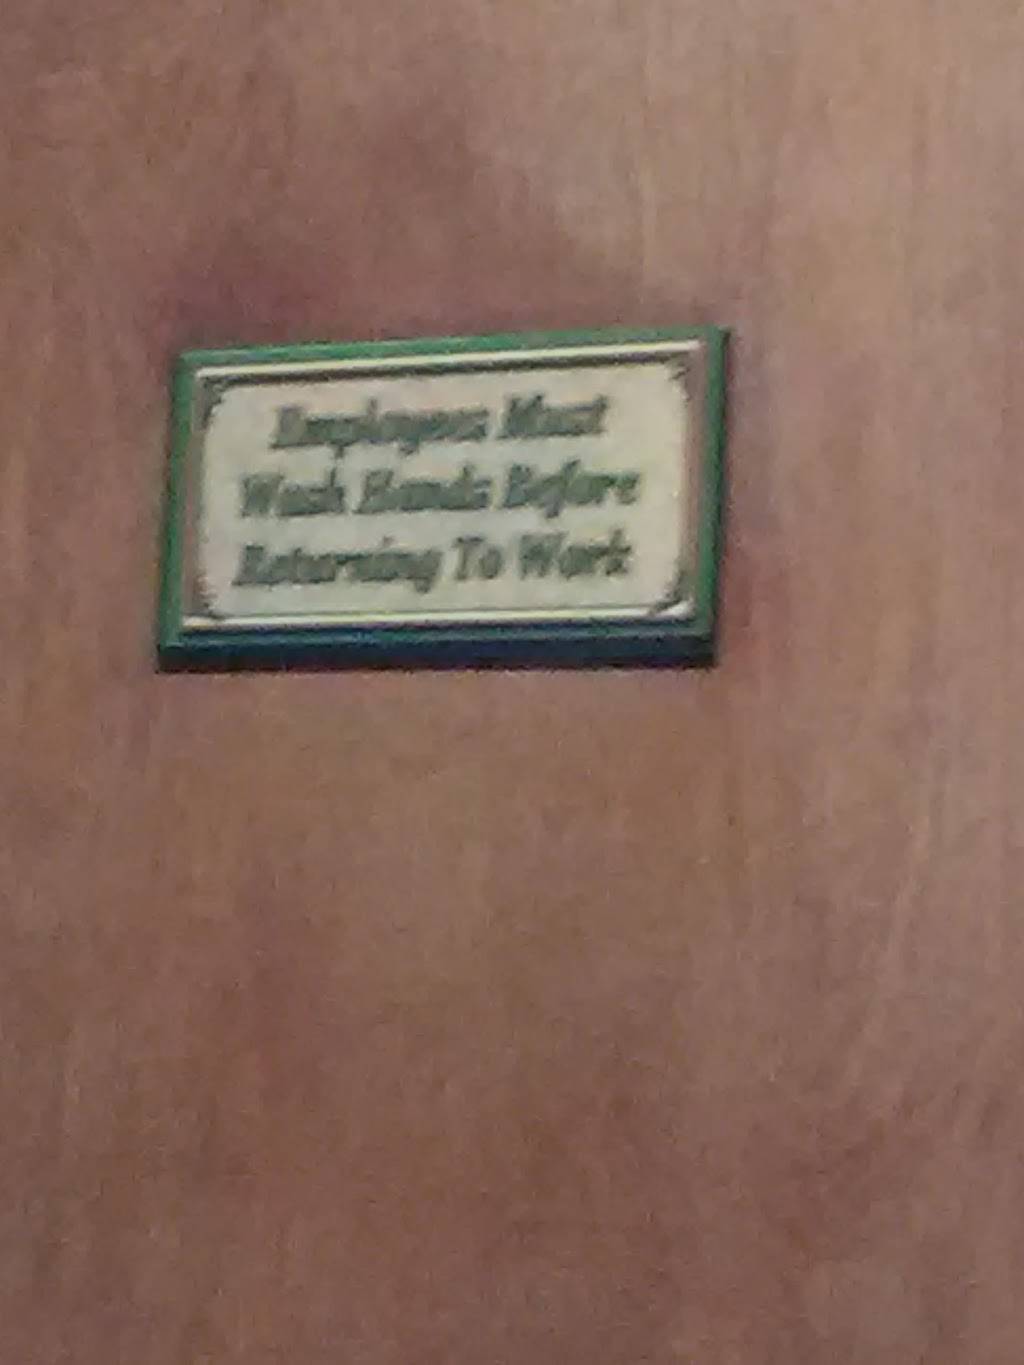 Employees Must
Wash Hands Before
Returning To Work